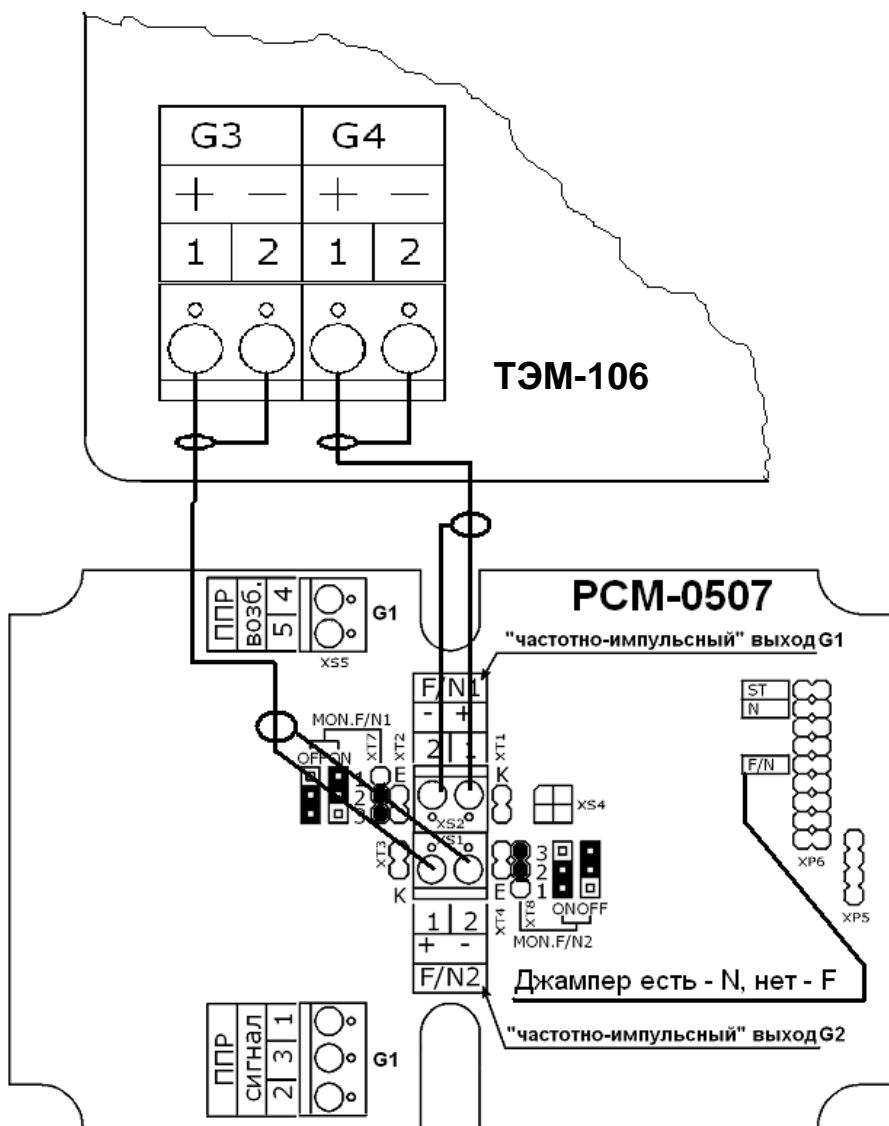 G3 G4
+ − + −
1 2 1 2
ТЭМ-106
РСМ-0507
"частотно-импульсный" выход G1
ППР
возб.
5 4
G1
XS5
F/N1
- +
2 1
MON.F/N1
OFF ON
XT7
XT2
XT1
1
2
3
E
K
XS2
XS4
ST
N
F/N
XP6
XP5
XS1
XT3
K
E
XT4
XT8
3
2
1
ON OFF
MON.F/N2
1 2
+ -
F/N2
Джампер есть - N, нет - F
"частотно-импульсный" выход G2
ППР
сигнал
2 3 1
G1